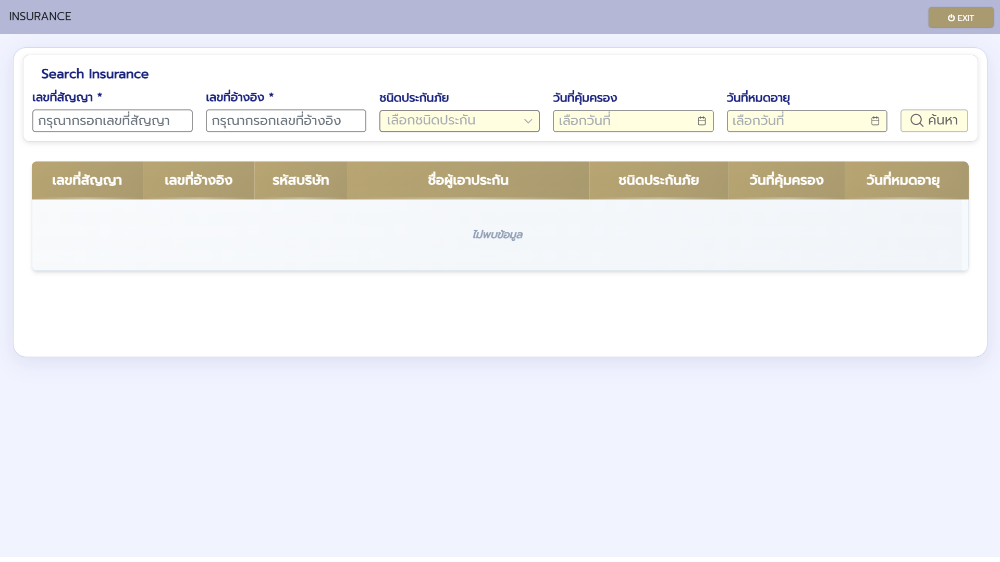 INSURANCE
EXIT
Search Insurance
เลขที่สัญญา *
เลขที่อ้างอิง *
ชนิดประกันภัย
วันที่คุ้มครอง
วันที่หมดอายุ
กรุณากรอกเลขที่สัญญา
กรุณากรอกเลขที่อ้างอิง
เลือกชนิดประกัน
เลือกวันที่
เลือกวันที่
ค้นหา
เลขที่สัญญา
เลขที่อ้างอิง
รหัสบริษัท
ชื่อผู้เอาประกัน
ชนิดประกันภัย
วันที่คุ้มครอง
วันที่หมดอายุ
ไม่พบข้อมูล